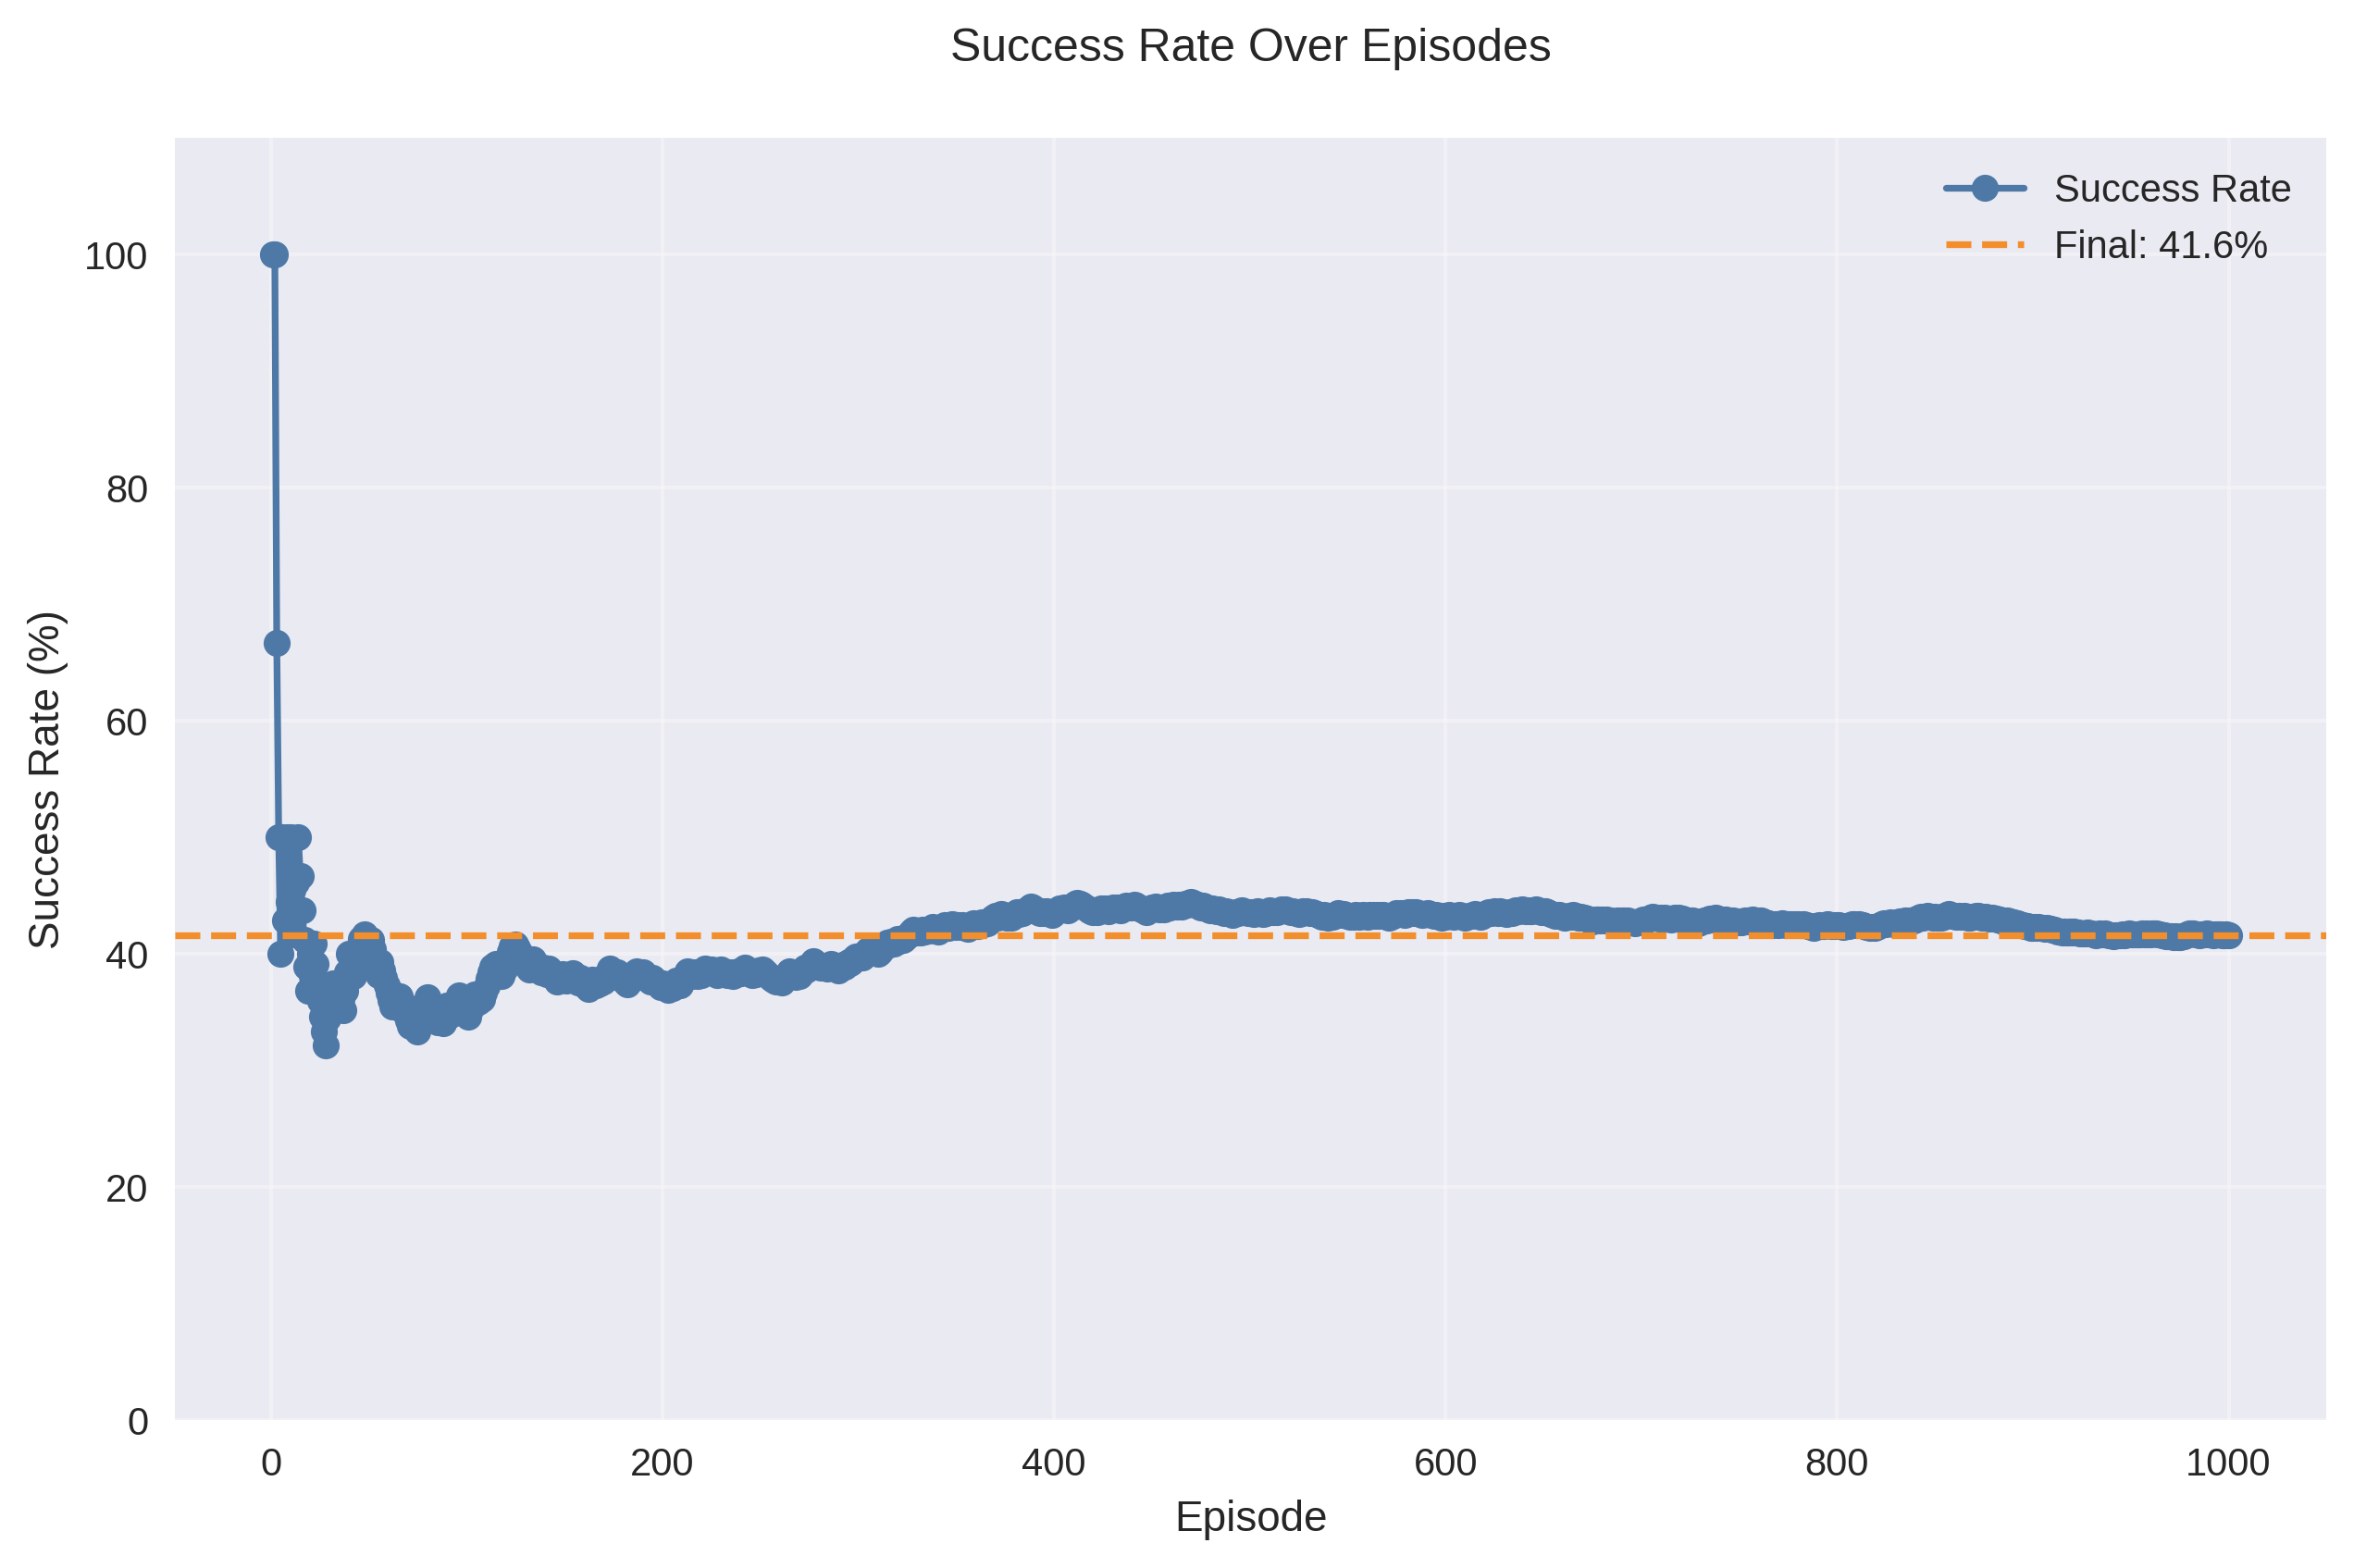 Success Rate Over Episodes
Success Rate
Final: 41.6%
100
80
60
40
20
0
Success Rate (%)
0 200 400 600 800 1000
Episode